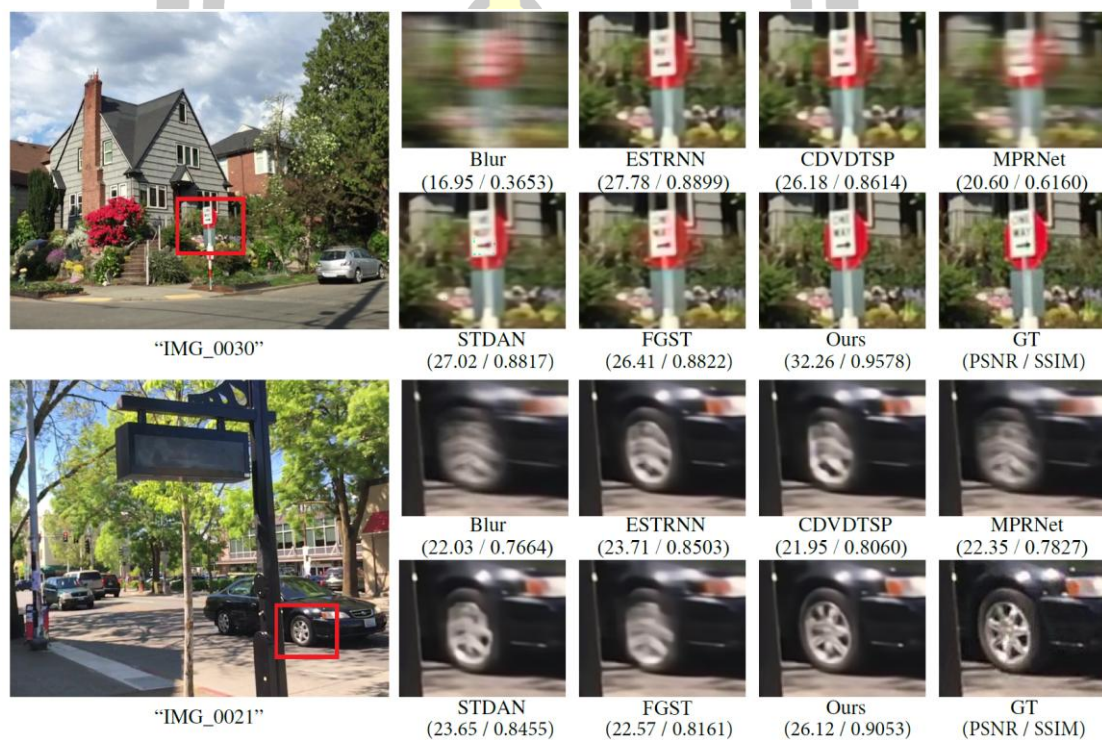 Blur
(16.95 / 0.3653)
ESTRNN
(27.78 / 0.8899)
CDVDTSP
(26.18 / 0.8614)
MPRNet
(20.60 / 0.6160)
ONE
WAY
STDAN
(27.02 / 0.8817)
FGST
(26.41 / 0.8822)
Ours
(32.26 / 0.9578)
GT
(PSNR / SSIM)
“IMG_0030”
Blur
(22.03 / 0.7664)
ESTRNN
(23.71 / 0.8503)
CDVDTSP
(21.95 / 0.8060)
MPRNet
(22.35 / 0.7827)
STDAN
(23.65 / 0.8455)
FGST
(22.57 / 0.8161)
Ours
(26.12 / 0.9053)
GT
(PSNR / SSIM)
“IMG_0021”